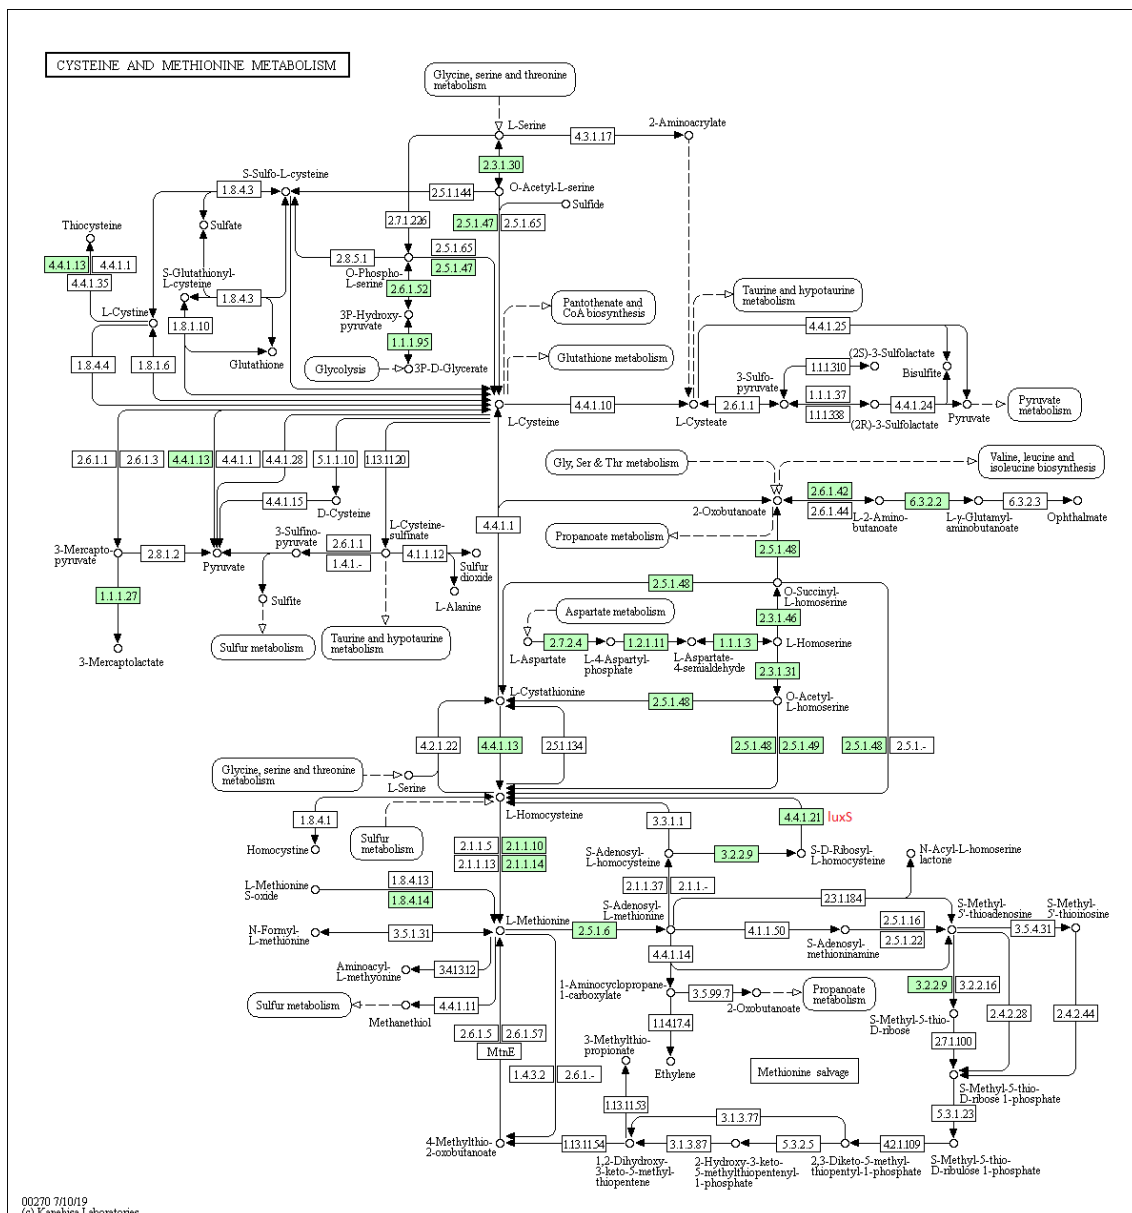 CYSTEINE AND METHIONINE METABOLISM
Glycine, serine and threonine
metabolism
L-Serine
4.3.1.17
2-Aminoacrylate
2.3.1.30
S-Sulfo-L-cysteine
1.8.4.3
2.5.1.144
O-Acetyl-L-serine
Sulfide
2.7.1.226
2.5.1.47
2.5.1.65
Thiocysteine
Sulfate
4.4.1.13
4.4.1.1
4.4.1.35
2.8.5.1
2.5.1.65
2.5.1.47
O-Phospho-
L-serine
S-Glutathionyl-
L-cysteine
1.8.4.3
2.6.1.52
Pantothenate and
CoA biosynthesis
Taurine and hypotaurine
metabolism
L-Cystine
1.8.1.10
3P-Hydroxy-
pyruvate
4.4.1.25
1.1.1.95
Glutathione
1.8.4.4
1.8.1.6
Glycolysis
3P-D-Glycerate
Glutathione metabolism
(2S)-3-Sulfolactate
1.1.1.310
Bisulfite
3-Sulfo-
pyruvate
1.1.1.37
1.1.1.338
(2R)-3-Sulfolactate
L-Cysteine
4.4.1.10
L-Cysteate
2.6.1.1
4.4.1.24
Pyruvate
Pyruvate
metabolism
2.6.1.1
2.6.1.3
4.4.1.13
4.4.1.1
4.4.1.28
5.1.1.10
1.13.11.20
Gly, Ser & Thr metabolism
Valine, leucine and
isoleucine biosynthesis
4.4.1.15
D-Cysteine
2-Oxobutanoate
2.6.1.42
2.6.1.44
L-2-Amino-
butanoate
6.3.2.2
L-γ-Glutamyl-
aminobutanoate
6.3.2.3
Ophthalmate
4.4.1.1
3-Mercapto-
pyruvate
2.8.1.2
Pyruvate
3-Sulfino-
pyruvate
2.6.1.1
1.4.1.-
L-Cysteine-
sulfinate
4.1.1.12
Sulfur
dioxide
Propanoate metabolism
2.5.1.48
1.1.1.27
Sulfite
L-Alanine
2.5.1.48
O-Succinyl-
L-homoserine
Aspartate metabolism
2.3.1.46
3-Mercaptolactate
Sulfur metabolism
Taurine and hypotaurine
metabolism
L-Aspartate
2.7.2.4
L-4-Aspartyl-
phosphate
1.2.1.11
L-Aspartate-
4-semialdehyde
1.1.1.3
L-Homoserine
2.3.1.31
L-Cystathionine
2.5.1.48
O-Acetyl-
L-homoserine
4.2.1.22
4.4.1.13
2.5.1.134
2.5.1.48
2.5.1.49
2.5.1.48
2.5.1.-
Glycine, serine and threonine
metabolism
L-Serine
L-Homocysteine
1.8.4.1
Sulfur
metabolism
3.3.1.1
4.4.1.21
luxS
Homocystine
2.1.1.5
2.1.1.10
2.1.1.13
2.1.1.14
S-Adenosyl-
L-homocysteine
3.2.2.9
S-D-Ribosyl-
L-homocysteine
N-Acyl-L-homoserine
lactone
L-Methionine
S-oxide
1.8.4.13
1.8.4.14
2.1.1.37
2.1.1.-
2.3.1.184
S-Adenosyl-
L-methionine
S-Methyl-
5'-thioadenosine
S-Methyl-
5'-thioinosine
N-Formyl-
L-methionine
3.5.1.31
L-Methionine
2.5.1.6
4.1.1.50
S-Adenosyl-
methioninamine
2.5.1.16
2.5.1.22
3.5.4.31
4.4.1.14
Aminoacyl-
L-methyonine
3.4.13.12
1-Aminocyclopropane-
1-carboxylate
3.5.99.7
2-Oxobutanoate
Propanoate
metabolism
3.2.2.9
3.2.2.16
Sulfur metabolism
Methanethiol
4.4.1.11
S-Methyl-5-thio-
D-ribose
2.4.2.28
2.4.2.44
2.6.1.5
2.6.1.57
MtnE
1.14.17.4
2.7.1.100
3-Methylthio-
propionate
Ethylene
Methionine salvage
1.4.3.2
2.6.1.-
S-Methyl-5-thio-
D-ribose 1-phosphate
1.13.11.53
3.1.3.77
5.3.1.23
4-Methylthio-
2-oxobutanoate
1.13.11.54
1,2-Dihydroxy-
3-keto-5-methyl-
thiopentene
3.1.3.87
2-Hydroxy-3-keto-
5-methylthiopentenyl-
1-phosphate
5.3.2.5
2,3-Diketo-5-methyl-
thiopentyl-1-phosphate
4.2.1.109
S-Methyl-5-thio-
D-ribulose 1-phosphate
00270 7/10/19
(c) Kanehisa Laboratories